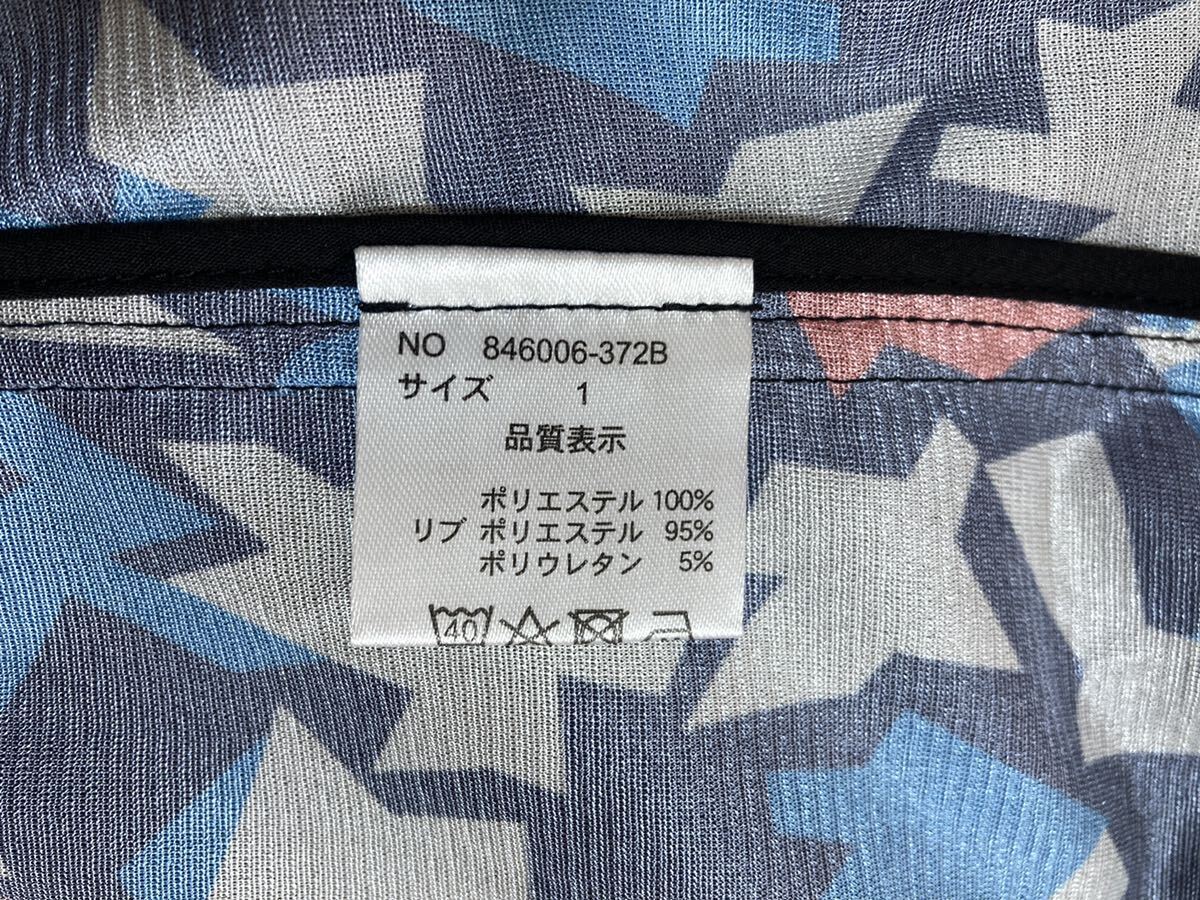 NO 846006-372B
サイズ 1
品質表示
ポリエステル 100%
リブ ポリエステル 95%
ポリウレタン 5%
40